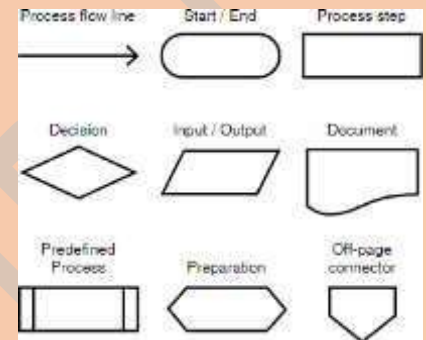 Process flow line
Start / End
Process step
Decision
Input / Output
Document
Predefined
Process
Preparation
Off-page
connector